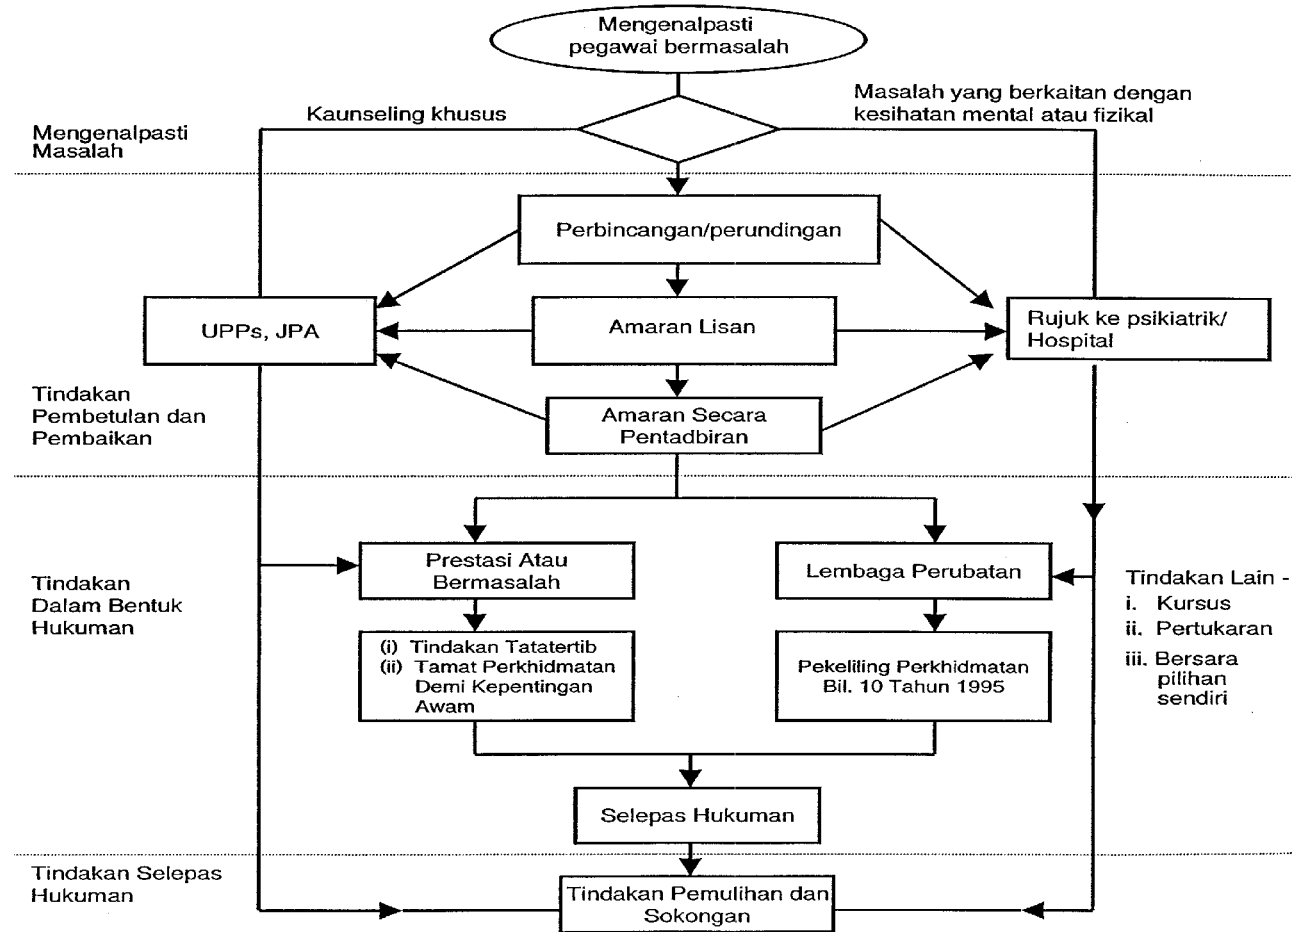 Mengenalpasti
pegawai bermasalah
Kaunseling khusus
Masalah yang berkaitan dengan
kesihatan mental atau fizikal
Mengenalpasti
Masalah
Perbincangan/perundingan
UPPs, JPA
Amaran Lisan
Rujuk ke psikiatrik/
Hospital
Tindakan
Pembetulan dan
Pembaikan
Amaran Secara
Pentadbiran
Prestasi Atau
Bermasalah
Lembaga Perubatan
Tindakan
Dalam Bentuk
Hukuman
Tindakan Lain -
i. Kursus
ii. Pertukaran
iii. Bersara
pilihan
sendiri
(i) Tindakan Tatatertib
(ii) Tamat Perkhidmatan
Demi Kepentingan
Awam
Pekeliling Perkhidmatan
Bil. 10 Tahun 1995
Selepas Hukuman
Tindakan Selepas
Hukuman
Tindakan Pemulihan dan
Sokongan